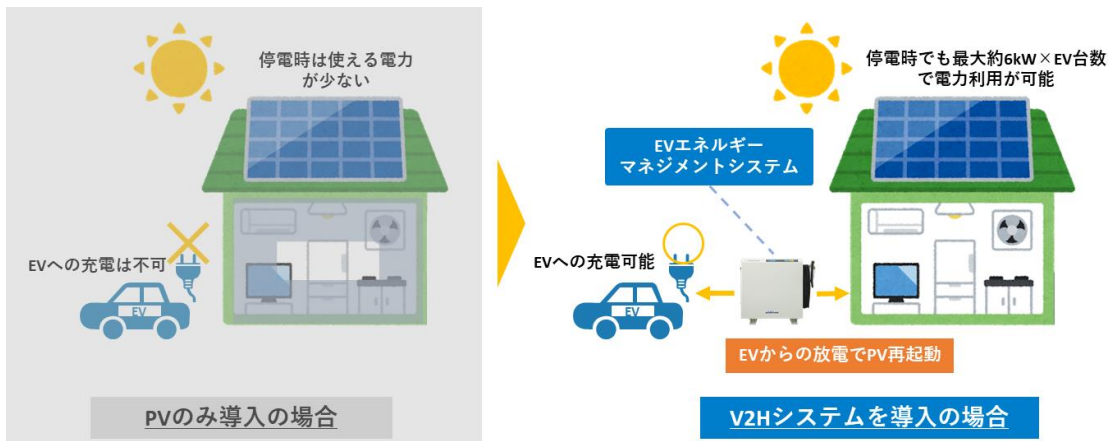 停電時は使える電力
が少ない
EVへの充電は不可
EV
PVのみ導入の場合
停電時でも最大約6kW×EV台数
で電力利用が可能
EVエネルギー
マネジメントシステム
EVへの充電可能
EV
EVからの放電でPV再起動
V2Hシステムを導入の場合